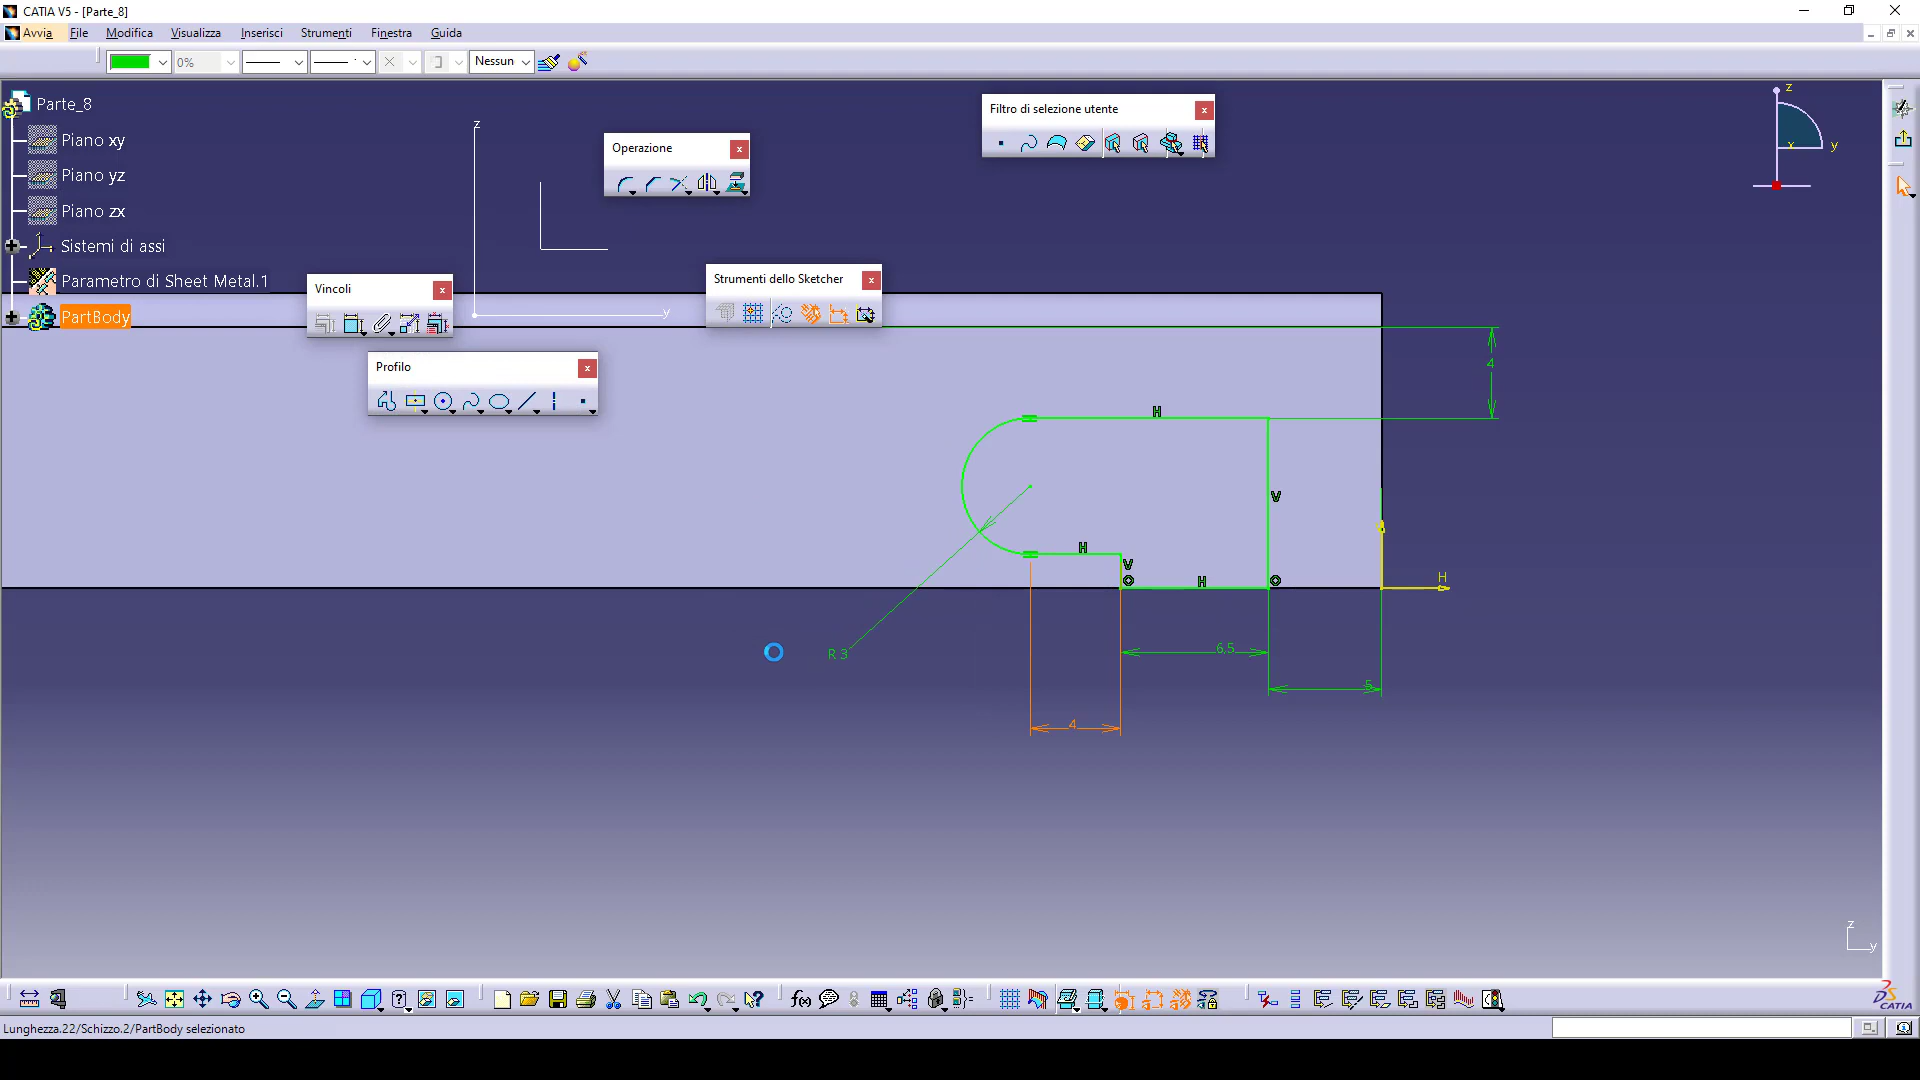 CATIA V5 - [Parte_8]
Avvia File Modifica Visualizza Inserisci Strumenti Finestra Guida
0% Nessun
Parte_8
Piano xy
Piano yz
Piano zx
Sistemi di assi
Parametro di Sheet Metal.1
PartBody
z
y
Operazione
Filtro di selezione utente
Vincoli
Strumenti dello Sketcher
Profilo
z
x
y
4
H
V
H
V
H
H
R 3
6.5
5
4
z
y
CATIA
Lunghezza.22/Schizzo.2/PartBody selezionato